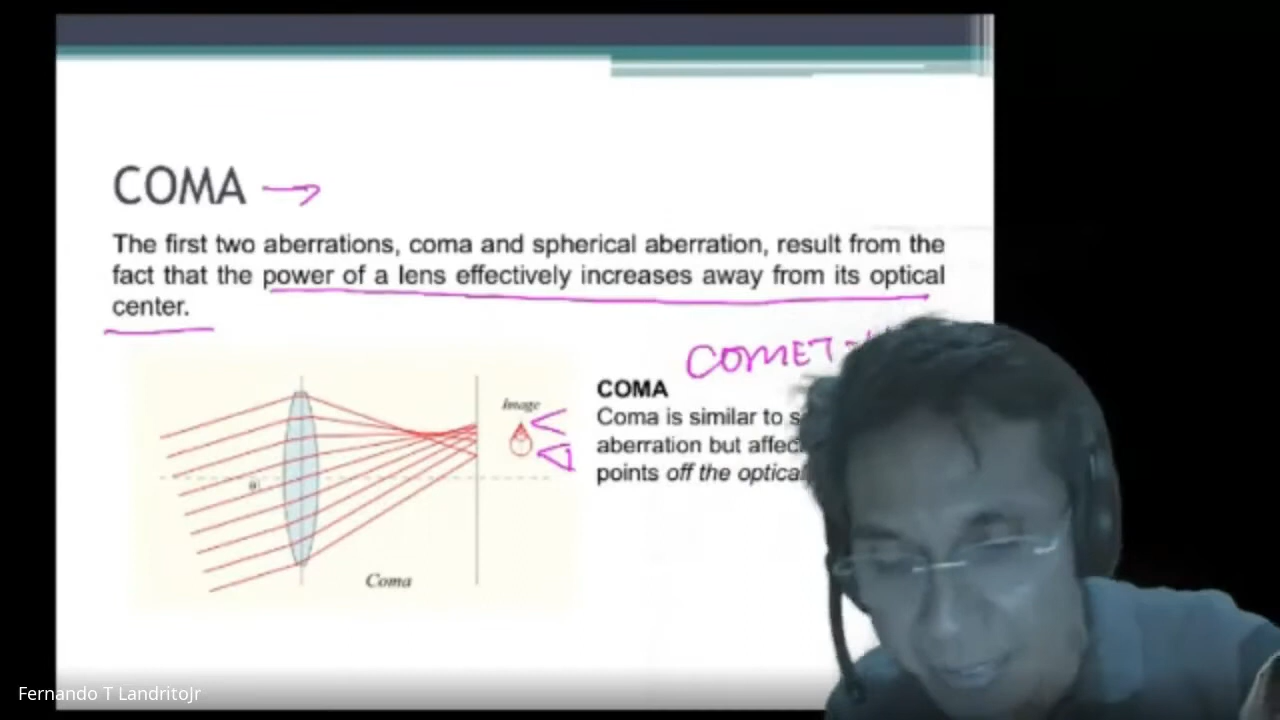 COMA
The first two aberrations, coma and spherical aberration, result from the
fact that the power of a lens effectively increases away from its optical
center.
COMET
Image
COMA
Coma is similar to
aberration but
points off the optical
θ
Coma
Fernando T LandritoJr